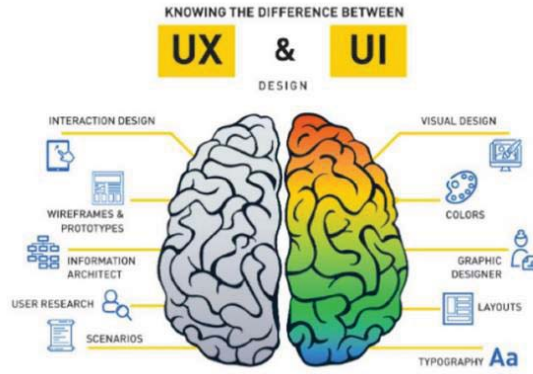 KNOWING THE DIFFERENCE BETWEEN
UX & UI
DESIGN
INTERACTION DESIGN
WIREFRAMES &
PROTOTYPES
INFORMATION
ARCHITECT
USER RESEARCH
SCENARIOS
VISUAL DESIGN
COLORS
GRAPHIC
DESIGNER
LAYOUTS
TYPOGRAPHY Aa